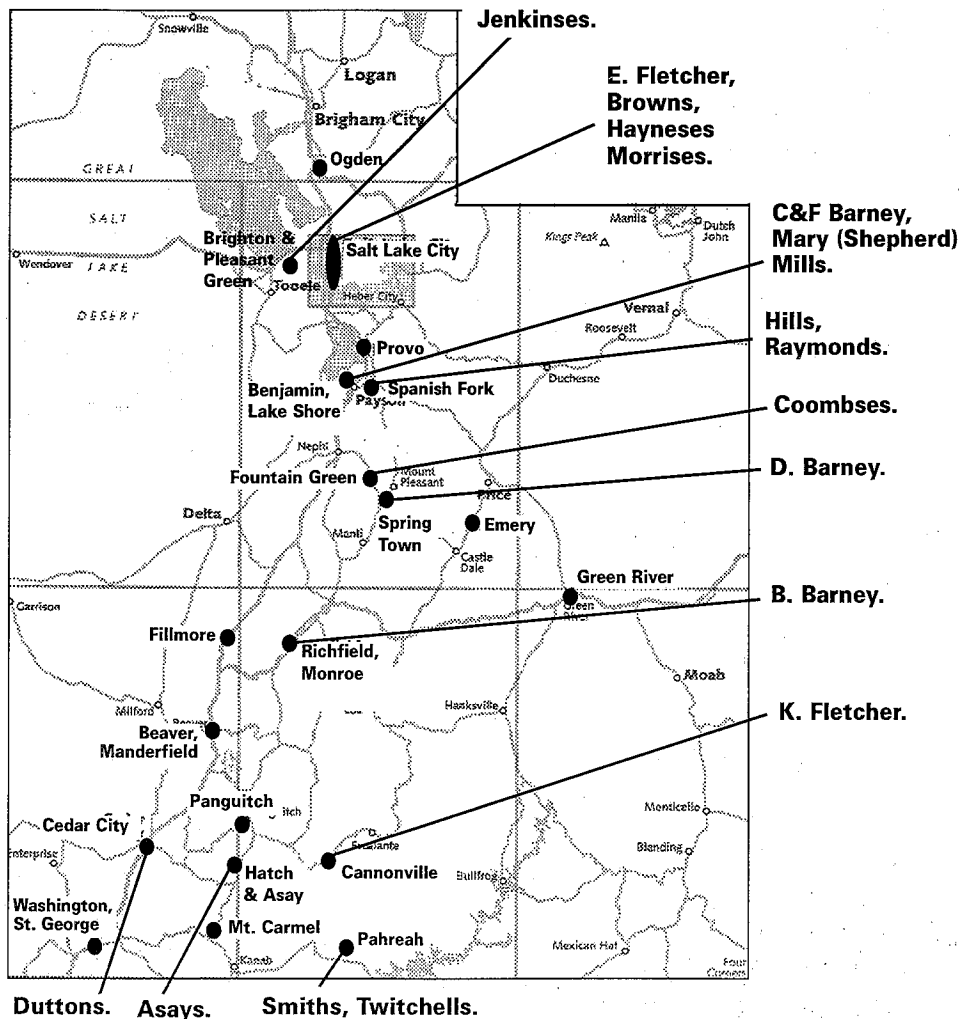 Jenkinses.
Snowville
Logan
E. Fletcher,
Browns,
Hayneses
Morrises.
Brigham City
Ogden
GREAT
SALT
LAKE
DESERT
C&F Barney,
Mary (Shepherd)
Mills.
Manila
Dutch
John
Kings Peak
Brighton &
Pleasant
Green
Salt Lake City
Wendover
Tooele
Heber City
Vernal
Roosevelt
Hills,
Raymonds.
Provo
Duchesne
Benjamin,
Lake Shore
Payson
Spanish Fork
Coombses.
Nephi
Mount
Pleasant
Fountain Green
D. Barney.
Price
Delta
Spring
Town
Manti
Emery
Castle
Dale
Green River
Green
River
B. Barney.
Garrison
Fillmore
Richfield,
Monroe
Moab
Milford
Hanksville
K. Fletcher.
Beaver,
Manderfield
Panguitch
itch
Monticello
Cedar City
Enterprise
Escalante
Blanding
Hatch
& Asay
Cannonville
Bullfrog
Washington,
St. George
Mt. Carmel
Pahreah
Mexican Hat
Kanab
Four
Corners
Duttons.
Asays.
Smiths, Twitchells.